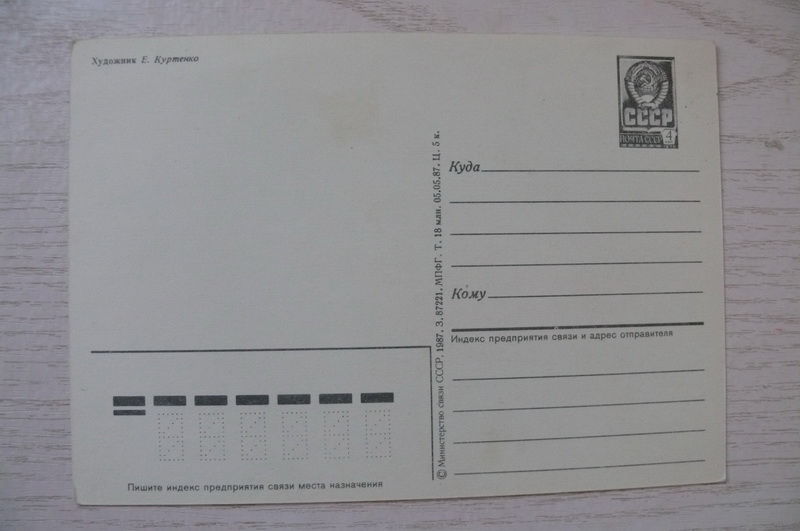 Художник Е. Куртенко
СССР
ПОЧТА СССР
4
Куда
Кому
Индекс предприятия связи и адрес отправителя
© Министерство связи СССР, 1987. З. 87221. МПФГ. Т. 18 млн. 05.05.87. Ц. 5 к.
Пишите индекс предприятия связи места назначения